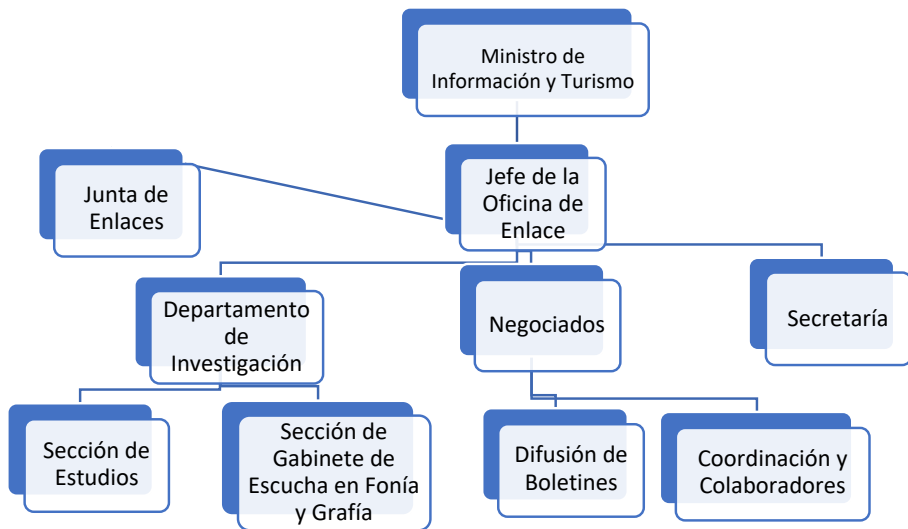 Ministro de
Información y Turismo
Junta de
Enlaces
Jefe de la
Oficina de
Enlace
Departamento
de
Investigación
Negociados
Secretaría
Sección de
Estudios
Sección de
Gabinete de
Escucha en Fonía
y Grafía
Difusión de
Boletines
Coordinación y
Colaboradores